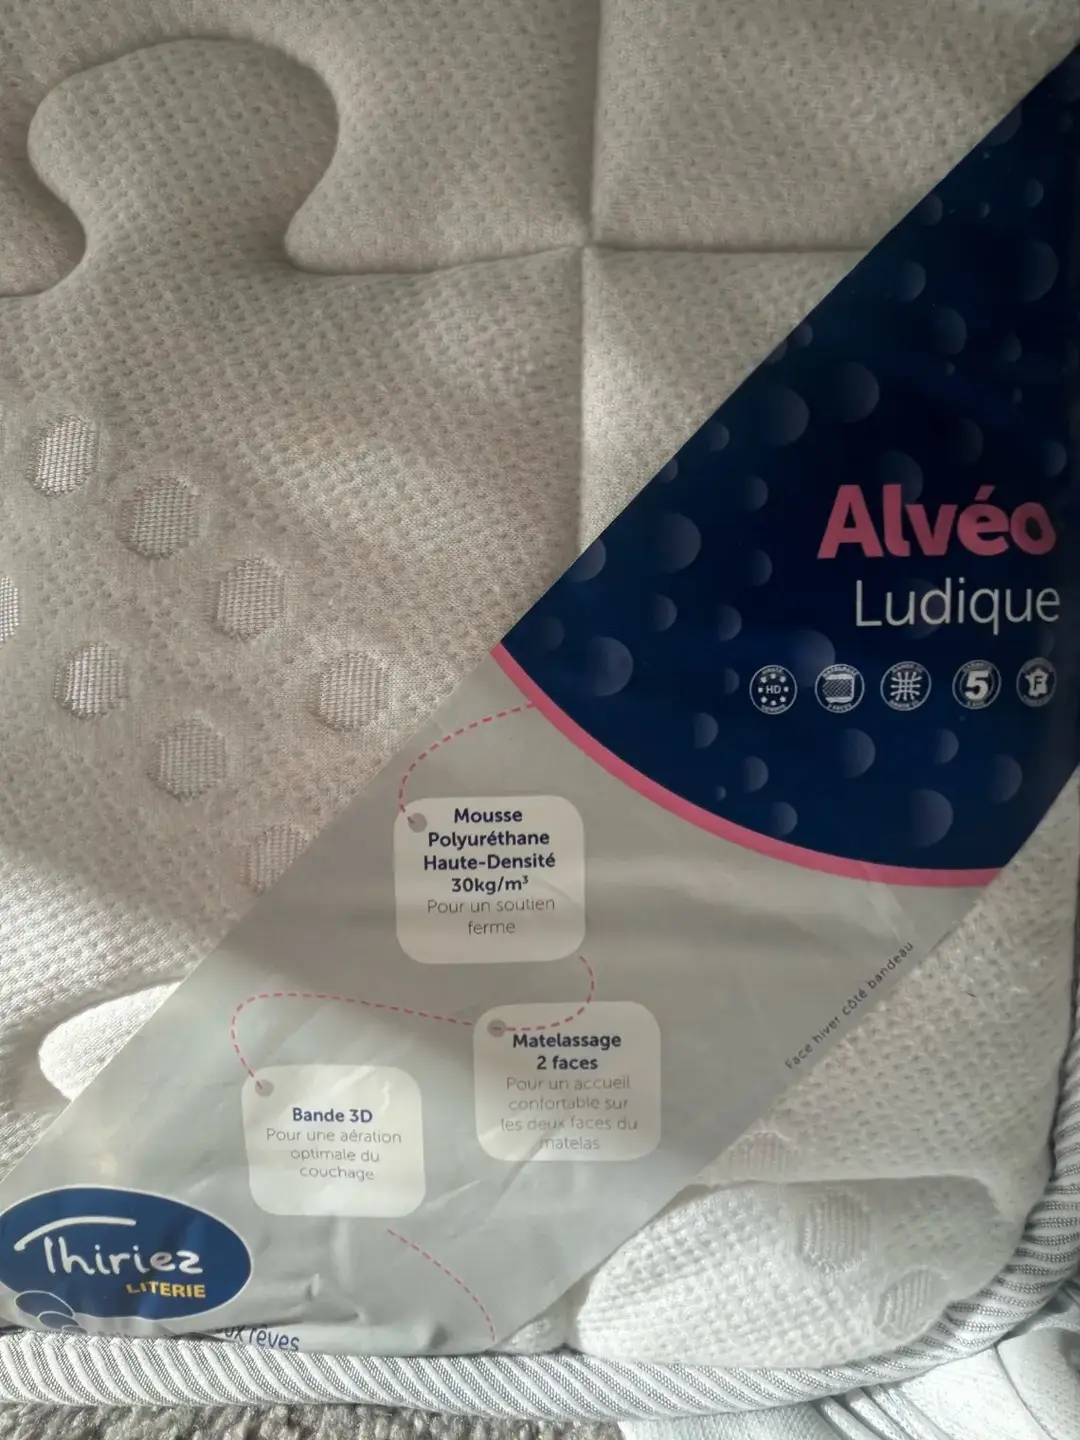 Alvéo
Ludique
HD
5
F
Mousse
Polyuréthane
Haute-Densité
30kg/m³
Pour un soutien
ferme
Matelassage
2 faces
Pour un accueil
confortable sur
les deux faces du
matelas
Bande 3D
Pour une aération
optimale du
couchage
Face hiver côté bandeau
Thiriez
LITERIE
rêves